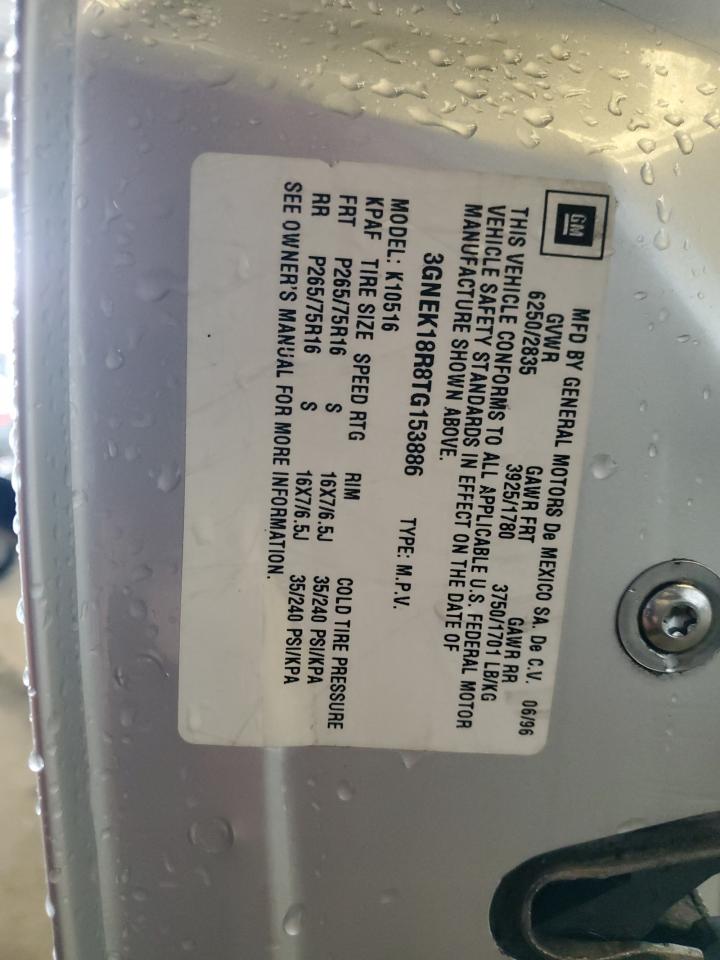 GM
MFD BY GENERAL MOTORS De MEXICO SA. De C.V. 06/96
GVWR GAWR FRT GAWR RR
6250/2835 3925/1780 3750/1701 LB/KG
THIS VEHICLE CONFORMS TO ALL APPLICABLE U.S. FEDERAL MOTOR
VEHICLE SAFETY STANDARDS IN EFFECT ON THE DATE OF
MANUFACTURE SHOWN ABOVE.
3GNEK18R8TG153886 TYPE: M.P.V.
MODEL: K10516
KPAF TIRE SIZE SPEED RTG RIM COLD TIRE PRESSURE
FRT P265/75R16 S 16X7/6.5J 35/240 PSI/KPA
RR P265/75R16 S 16X7/6.5J 35/240 PSI/KPA
SEE OWNER'S MANUAL FOR MORE INFORMATION.